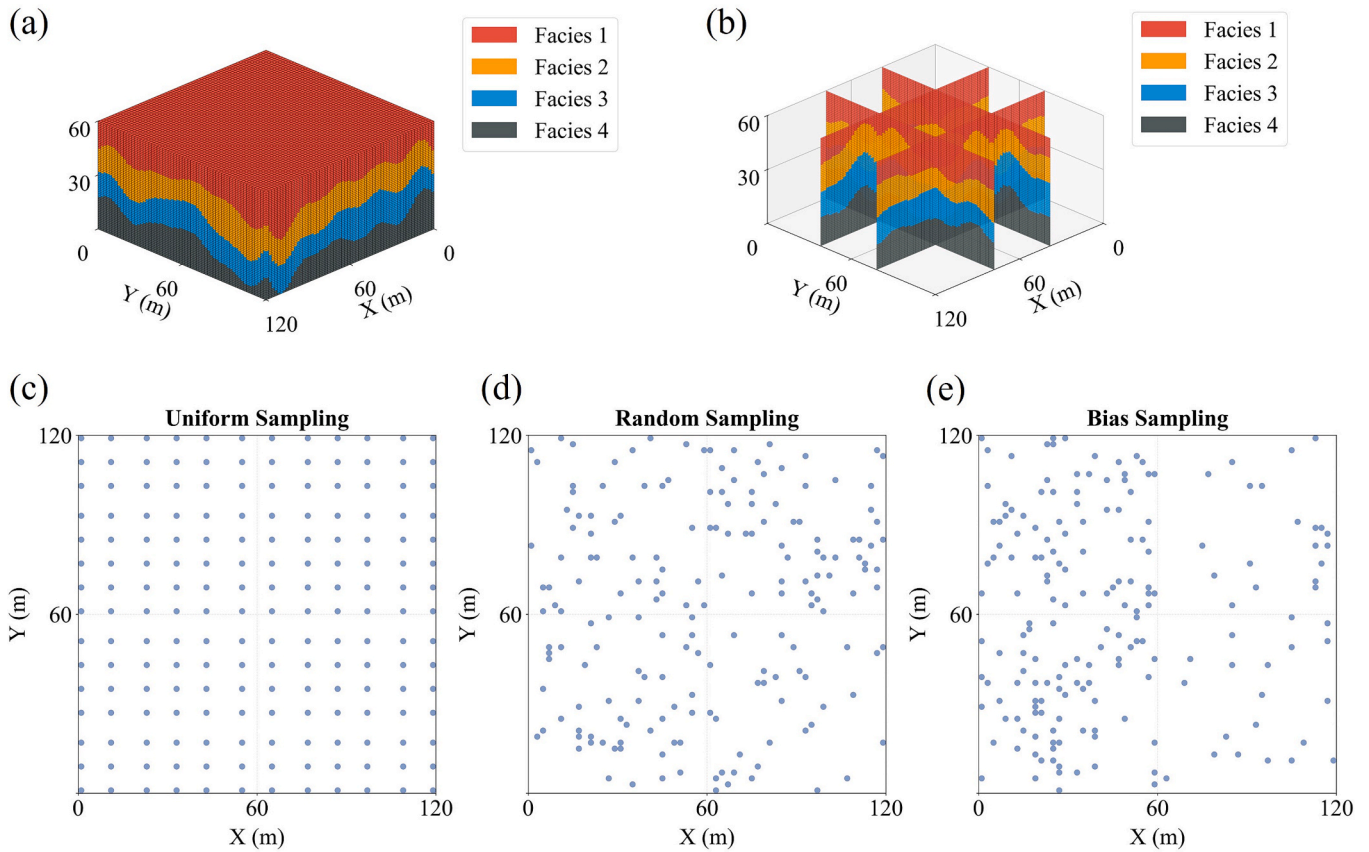 (a)
Facies 1
Facies 2
Facies 3
Facies 4
60
30
0
0
60
60
120
Y (m)
X (m)
(b)
Facies 1
Facies 2
Facies 3
Facies 4
60
30
0
0
60
60
120
Y (m)
X (m)
(c)
Uniform Sampling
120
60
0
60
120
Y (m)
X (m)
(d)
Random Sampling
120
60
0
60
120
Y (m)
X (m)
(e)
Bias Sampling
120
60
0
60
120
Y (m)
X (m)